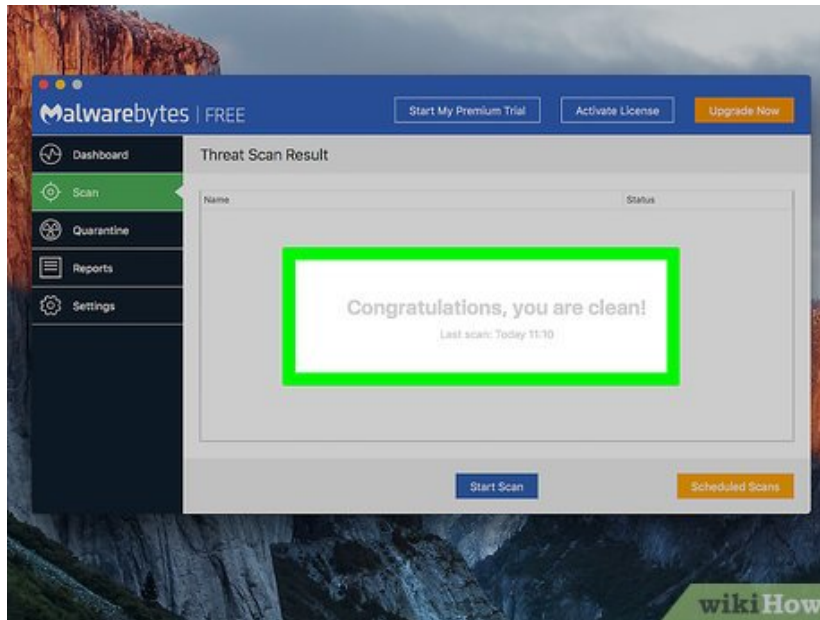 Malwarebytes | FREE
Start My Premium Trial
Activate License
Upgrade Now
Dashboard
Threat Scan Result
Scan
Name
Status
Quarantine
Reports
Settings
Congratulations, you are clean!
Last scan: Today 11:10
Start Scan
Scheduled Scans
wikiHow